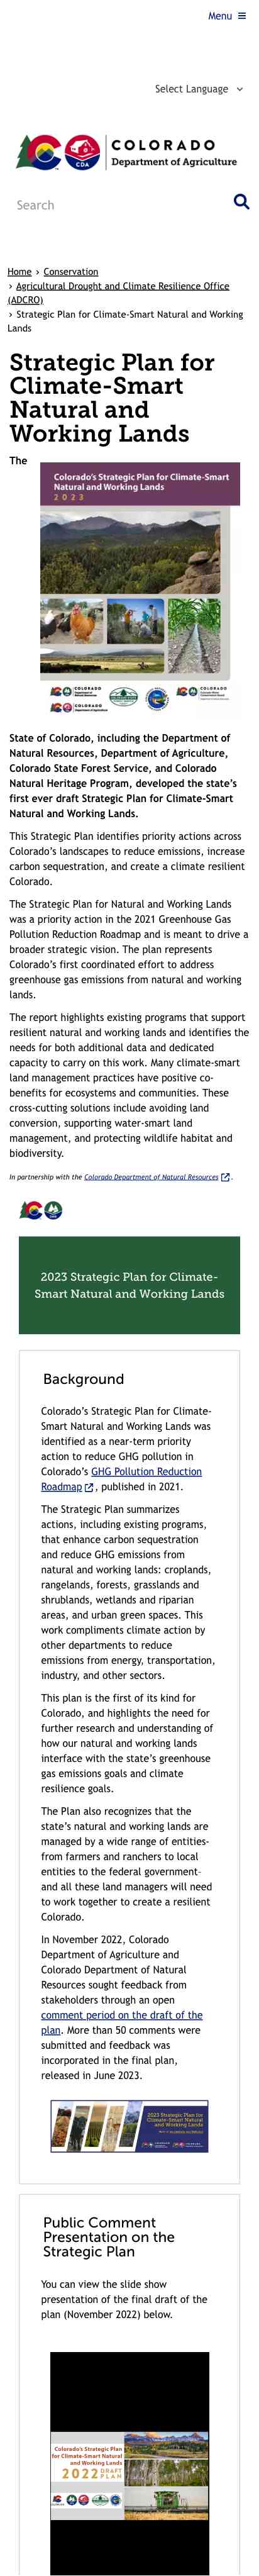 Menu
Select Language
COLORADO
Department of Agriculture
CDA
Search
Home › Conservation
› Agricultural Drought and Climate Resilience Office
(ADCRO)
› Strategic Plan for Climate-Smart Natural and Working
Lands
Strategic Plan for
Climate-Smart
Natural and
Working Lands
The
Colorado's Strategic Plan for Climate-Smart
Natural and Working Lands
2023
COLORADO
COLORADO
COLORADO
State of Colorado, including the Department of
Natural Resources, Department of Agriculture,
Colorado State Forest Service, and Colorado
Natural Heritage Program, developed the state’s
first ever draft Strategic Plan for Climate-Smart
Natural and Working Lands.
This Strategic Plan identifies priority actions across
Colorado’s landscapes to reduce emissions, increase
carbon sequestration, and create a climate resilient
Colorado.
The Strategic Plan for Natural and Working Lands
was a priority action in the 2021 Greenhouse Gas
Pollution Reduction Roadmap and is meant to drive a
broader strategic vision. The plan represents
Colorado’s first coordinated effort to address
greenhouse gas emissions from natural and working
lands.
The report highlights existing programs that support
resilient natural and working lands and identifies the
needs for both additional data and dedicated
capacity to carry on this work. Many climate-smart
land management practices have positive co-
benefits for ecosystems and communities. These
cross-cutting solutions include avoiding land
conversion, supporting water-smart land
management, and protecting wildlife habitat and
biodiversity.
In partnership with the Colorado Department of Natural Resources .
2023 Strategic Plan for Climate-
Smart Natural and Working Lands
Background
Colorado’s Strategic Plan for Climate-
Smart Natural and Working Lands was
identified as a near-term priority
action to reduce GHG pollution in
Colorado’s GHG Pollution Reduction
Roadmap , published in 2021.
The Strategic Plan summarizes
actions, including existing programs,
that enhance carbon sequestration
and reduce GHG emissions from
natural and working lands: croplands,
rangelands, forests, grasslands and
shrublands, wetlands and riparian
areas, and urban green spaces. This
work compliments climate action by
other departments to reduce
emissions from energy, transportation,
industry, and other sectors.
This plan is the first of its kind for
Colorado, and highlights the need for
further research and understanding of
how our natural and working lands
interface with the state’s greenhouse
gas emissions goals and climate
resilience goals.
The Plan also recognizes that the
state’s natural and working lands are
managed by a wide range of entities-
from farmers and ranchers to local
entities to the federal government-
and all these land managers will need
to work together to create a resilient
Colorado.
In November 2022, Colorado
Department of Agriculture and
Colorado Department of Natural
Resources sought feedback from
stakeholders through an open
comment period on the draft of the
plan. More than 50 comments were
submitted and feedback was
incorporated in the final plan,
released in June 2023.
2023 Strategic Plan
for Climate-Smart
Natural and Working
Lands
Public Comment
Presentation on the
Strategic Plan
You can view the slide show
presentation of the final draft of the
plan (November 2022) below.
Colorado's Strategic Plan
for Climate-Smart Natural
and Working Lands
2022 DRAFT
PLAN